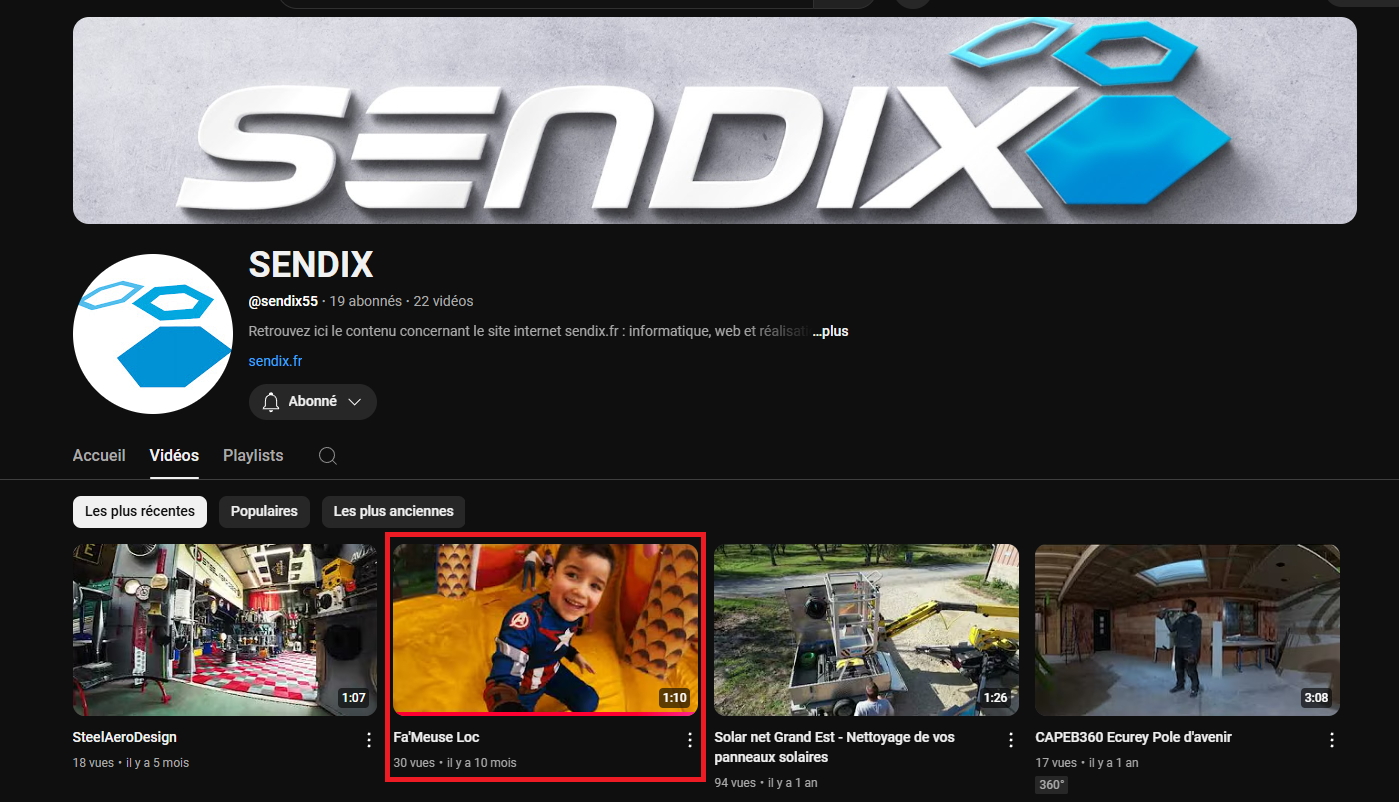 SENDIX
SENDIX
@sendix55 · 19 abonnés · 22 vidéos
Retrouvez ici le contenu concernant le site internet sendix.fr : informatique, web et réalisati ...plus
sendix.fr
Abonné
Accueil Vidéos Playlists
Les plus récentes Populaires Les plus anciennes
1:07 1:10 1:26 3:08
SteelAeroDesign Fa'Meuse Loc Solar net Grand Est - Nettoyage de vos CAPEB360 Ecurey Pole d'avenir
panneaux solaires
18 vues · il y a 5 mois 30 vues · il y a 10 mois 17 vues · il y a 1 an
94 vues · il y a 1 an 360°